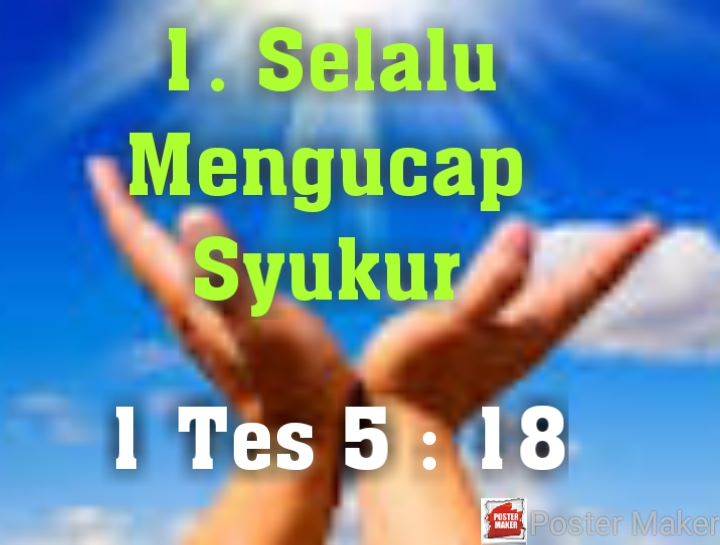 1. Selalu
Mengucap
Syukur
1 Tes 5 : 18
POSTER
MAKER
Poster Maker